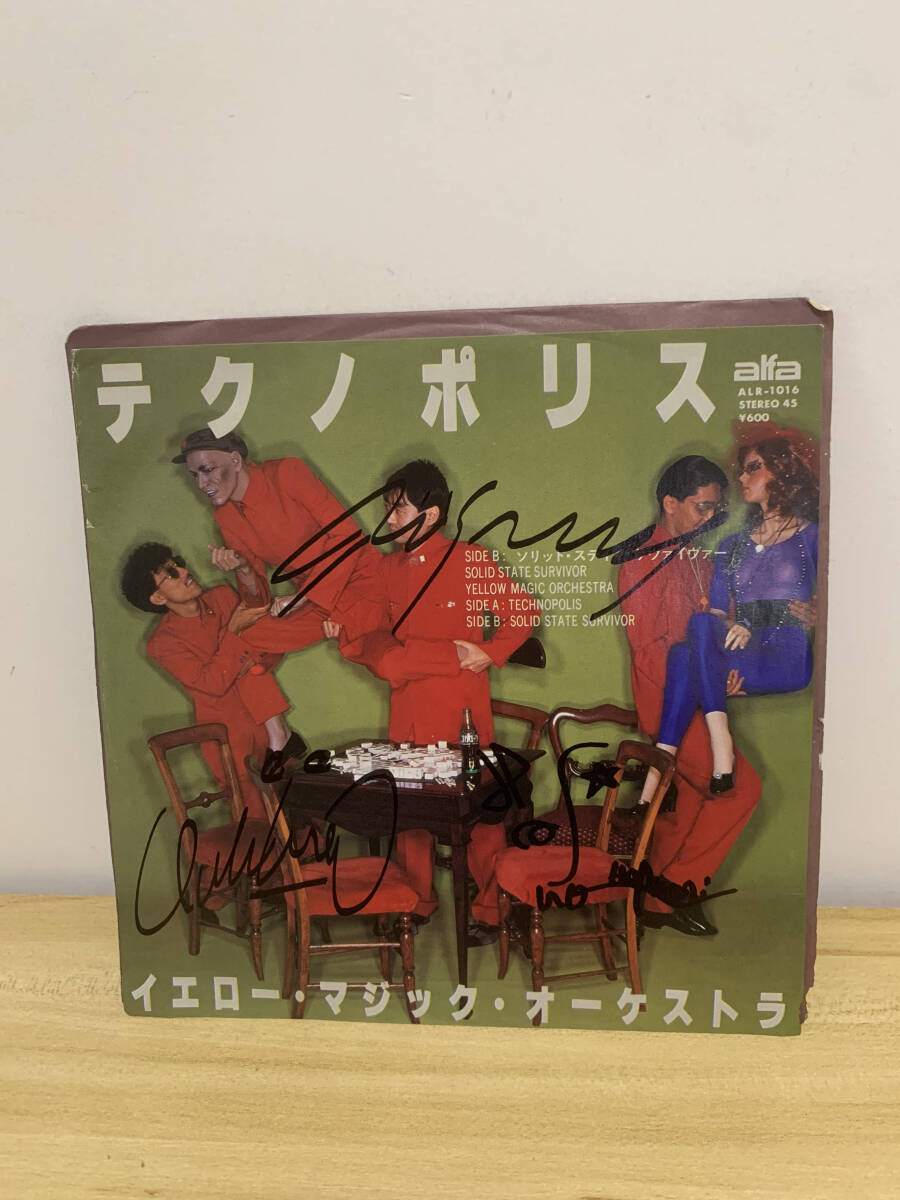 テクノポリス
alfa
ALR-1016
STEREO 45
¥600
SIDE B: ソリッド・ステ ヴァイヴァー
SOLID STATE SURVIVOR
YELLOW MAGIC ORCHESTRA
SIDE A: TECHNOPOLIS
SIDE B: SOLID STATE SURVIVOR
イエロー・マジック・オーケストラ